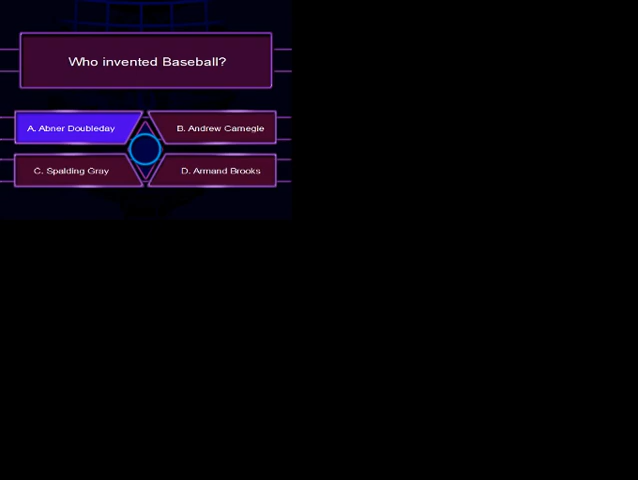 Who invented Baseball?
A. Abner Doubleday
B. Andrew Carnegie
C. Spalding Gray
D. Armand Brooks